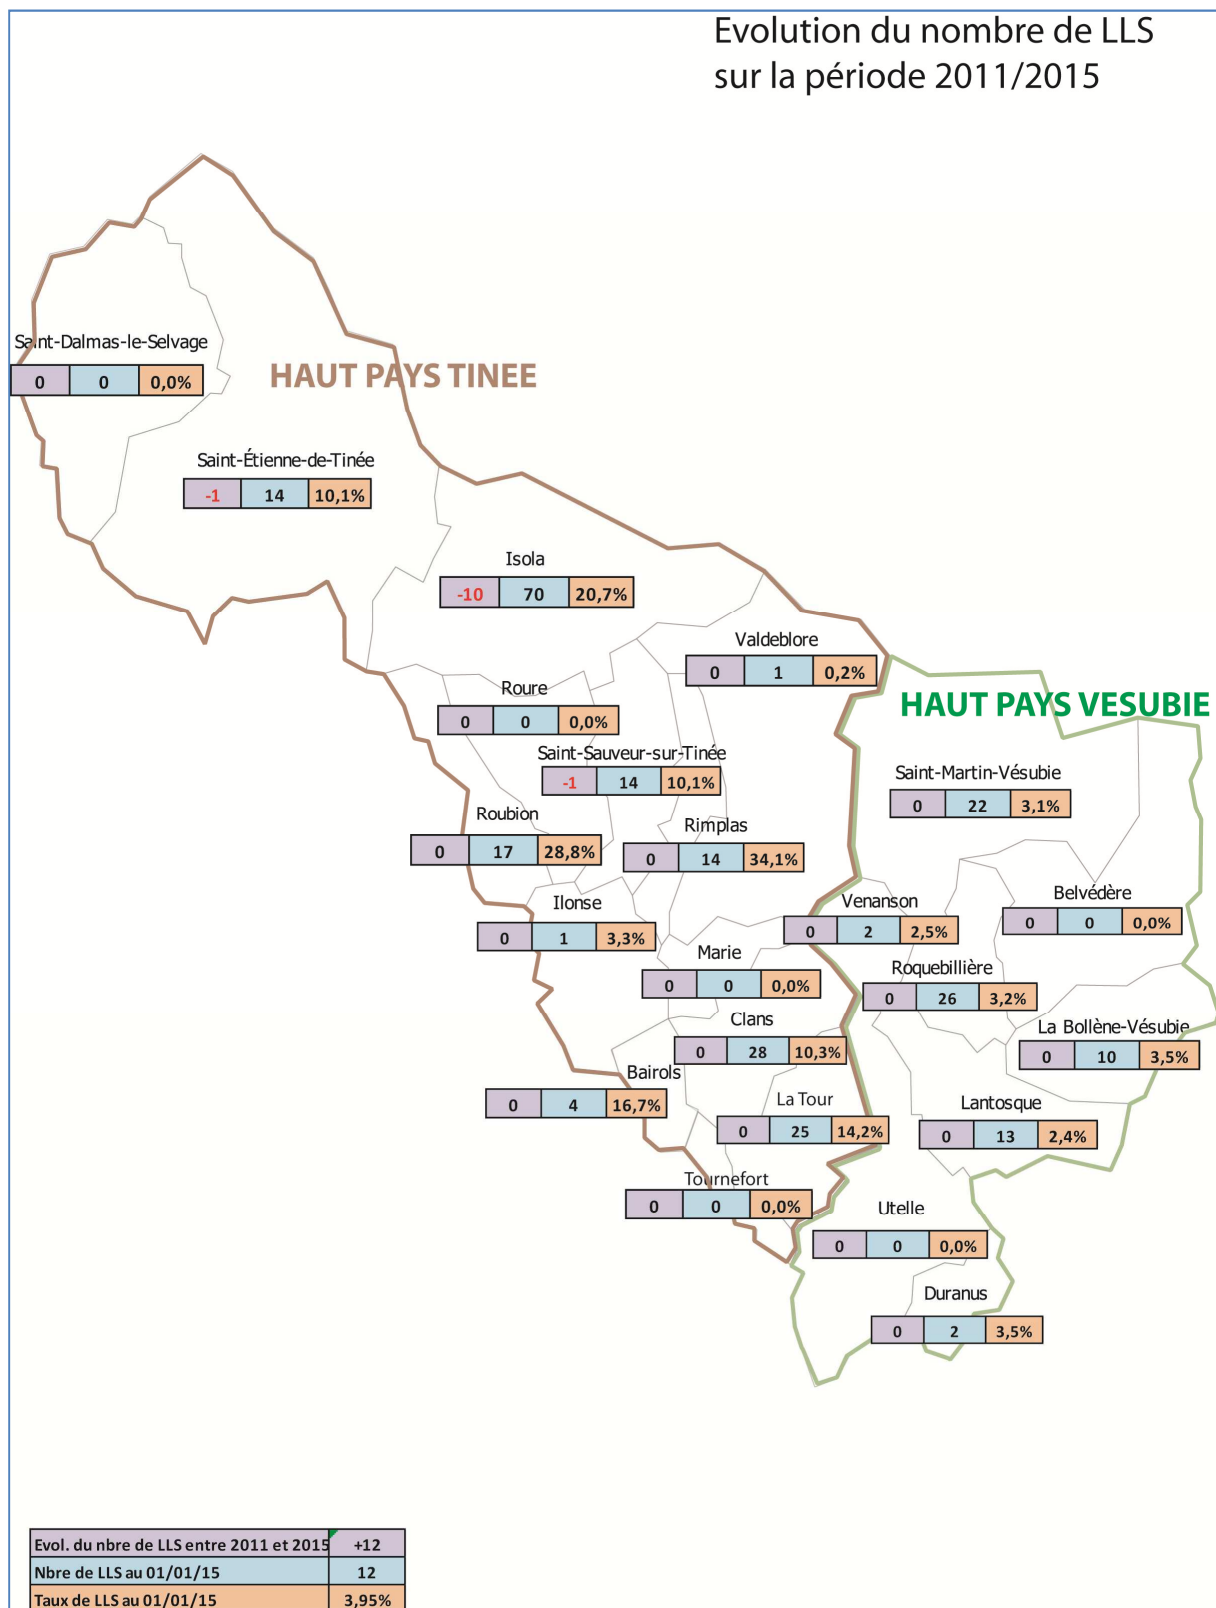 Evolution du nombre de LLS
sur la période 2011/2015
Saint-Dalmas-le-Selvage
0 0 0,0%
HAUT PAYS TINEE
Saint-Étienne-de-Tinée
-1 14 10,1%
Isola
-10 70 20,7%
Valdeblore
0 1 0,2%
Roure
0 0 0,0%
HAUT PAYS VESUBIE
Saint-Sauveur-sur-Tinée
-1 14 10,1%
Saint-Martin-Vésubie
0 22 3,1%
Roubion
0 17 28,8%
Rimplas
0 14 34,1%
Ilonse
0 1 3,3%
Venanson
0 2 2,5%
Belvédère
0 0 0,0%
Marie
0 0 0,0%
Roquebillière
0 26 3,2%
Clans
0 28 10,3%
La Bollène-Vésubie
0 10 3,5%
Bairols
0 4 16,7%
La Tour
0 25 14,2%
Lantosque
0 13 2,4%
Tournefort
0 0 0,0%
Utelle
0 0 0,0%
Duranus
0 2 3,5%
Evol. du nbre de LLS entre 2011 et 2015 +12
Nbre de LLS au 01/01/15 12
Taux de LLS au 01/01/15 3,95%